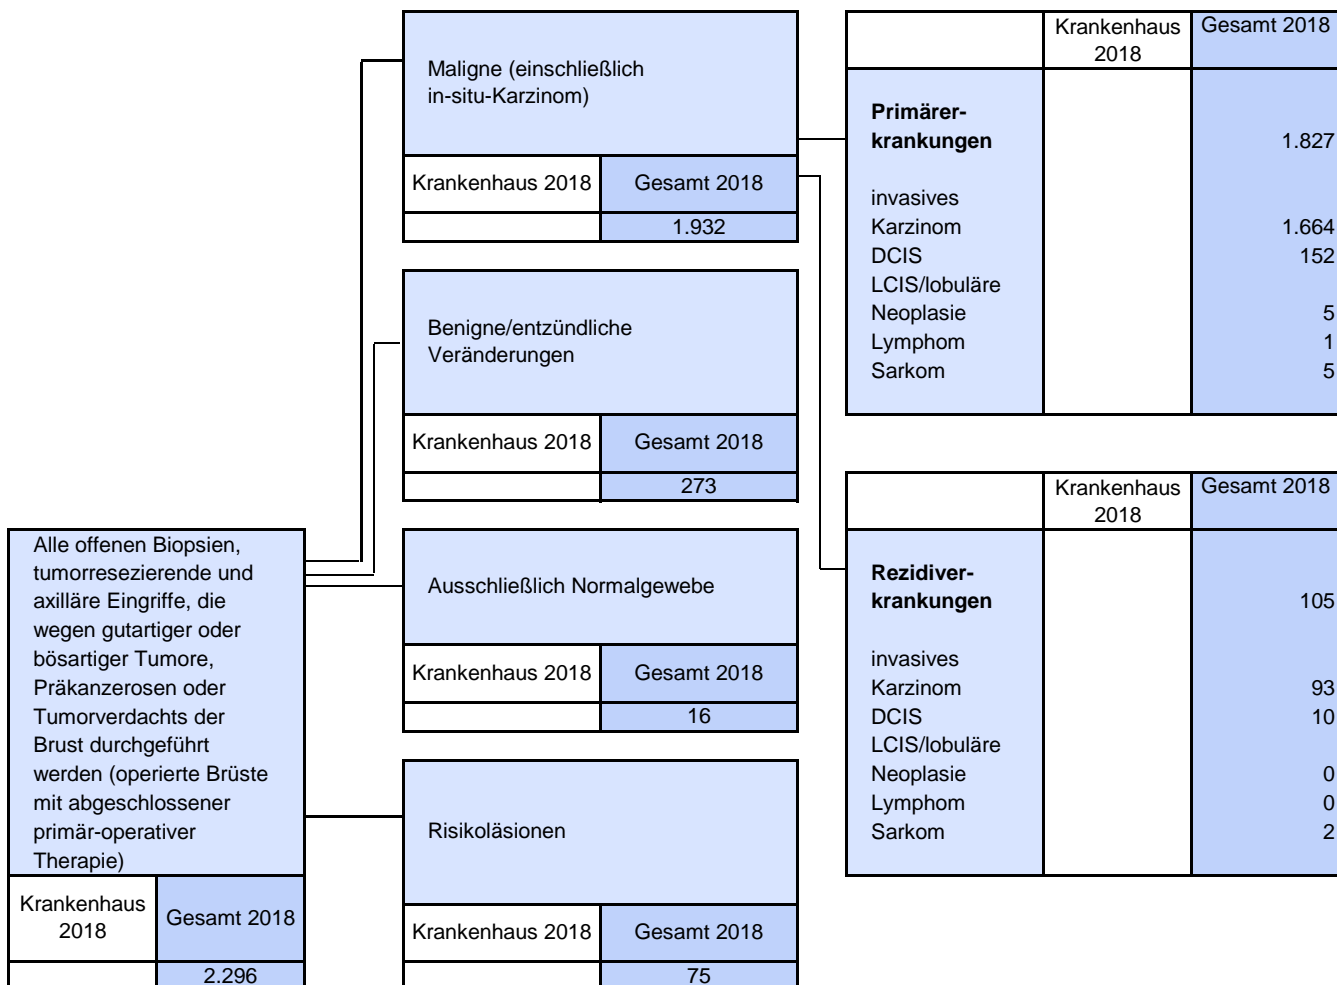 Maligne (einschließlich
in-situ-Karzinom)
Krankenhaus 2018 Gesamt 2018
1.932
Benigne/entzündliche
Veränderungen
Krankenhaus 2018 Gesamt 2018
273
Alle offenen Biopsien,
tumorresezierende und
axilläre Eingriffe, die
wegen gutartiger oder
bösartiger Tumore,
Präkanzerosen oder
Tumorverdachts der
Brust durchgeführt
werden (operierte Brüste
mit abgeschlossener
primär-operativer
Therapie)
Krankenhaus
2018
Gesamt 2018
2.296
Ausschließlich Normalgewebe
Krankenhaus 2018 Gesamt 2018
16
Risikoläsionen
Krankenhaus 2018 Gesamt 2018
75
Krankenhaus
2018
Gesamt 2018
Primärer-
krankungen 1.827
invasives
Karzinom 1.664
DCIS 152
LCIS/lobuläre
Neoplasie 5
Lymphom 1
Sarkom 5
Krankenhaus
2018
Gesamt 2018
Rezidiver-
krankungen 105
invasives
Karzinom 93
DCIS 10
LCIS/lobuläre
Neoplasie 0
Lymphom 0
Sarkom 2